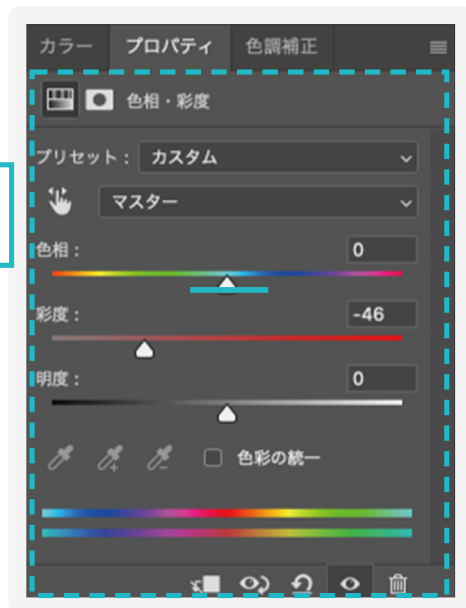 カラー プロパティ 色調補正
色相・彩度
プリセット： カスタム
マスター
色相： 0
彩度： -46
明度： 0
色彩の統一